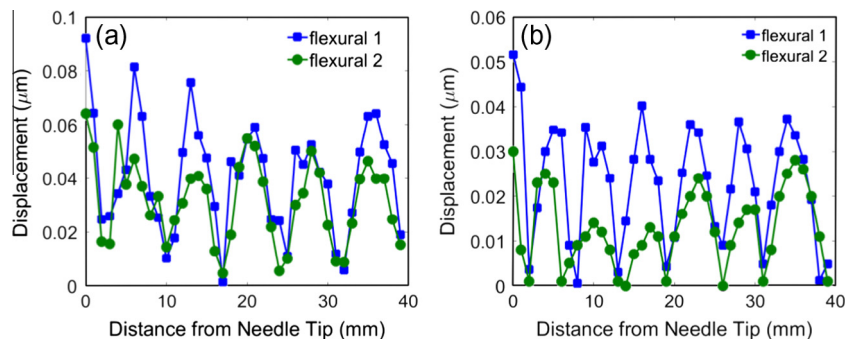 (a)
flexural 1
flexural 2
Displacement (μm)
0.1
0.08
0.06
0.04
0.02
0
0 10 20 30 40
Distance from Needle Tip (mm)
(b)
flexural 1
flexural 2
Displacement (μm)
0.06
0.05
0.04
0.03
0.02
0.01
0
0 10 20 30 40
Distance from Needle Tip (mm)